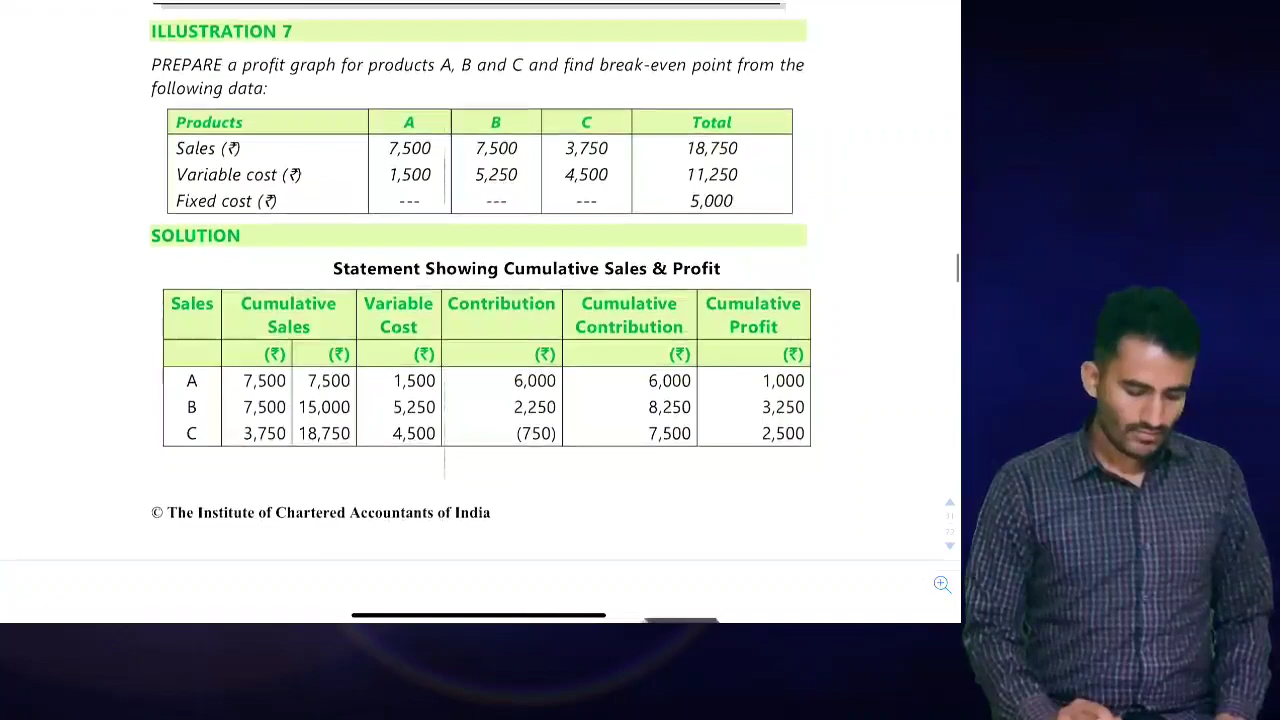 ILLUSTRATION 7
PREPARE a profit graph for products A, B and C and find break-even point from the
following data:
Products A B C Total
Sales (₹) 7,500 7,500 3,750 18,750
Variable cost (₹) 1,500 5,250 4,500 11,250
Fixed cost (₹) --- --- --- 5,000
SOLUTION
Statement Showing Cumulative Sales & Profit
Sales Cumulative Variable Contribution Cumulative Cumulative
Sales Cost Contribution Profit
(₹) (₹) (₹) (₹) (₹) (₹)
A 7,500 7,500 1,500 6,000 6,000 1,000
B 7,500 15,000 5,250 2,250 8,250 3,250
C 3,750 18,750 4,500 (750) 7,500 2,500
© The Institute of Chartered Accountants of India